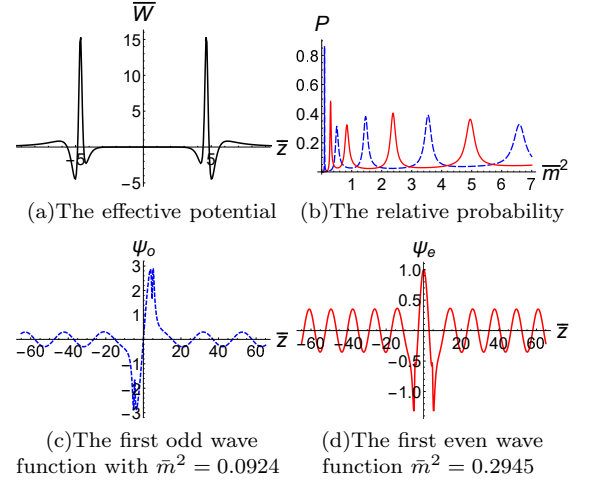 W̅
15
10
5
−5
−5
5
z̅
(a)The effective potential
P
0.8
0.6
0.4
0.2
1 2 3 4 5 6 7
m̅²
(b)The relative probability
ψₒ
3
2
1
−1
−2
−3
−60 −40 −20 20 40 60
z̅
(c)The first odd wave
function with m̄² = 0.0924
ψₑ
1.0
0.5
−0.5
−1.0
−60 −40 −20 20 40 60
z̅
(d)The first even wave
function m̄² = 0.2945